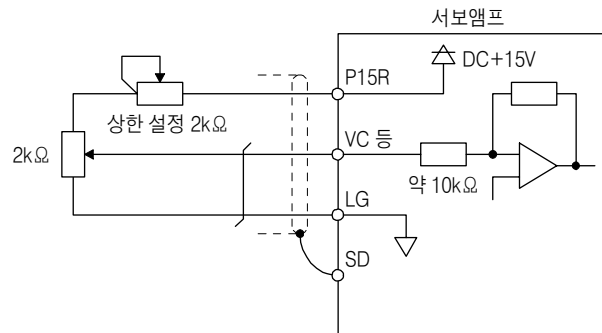 서보앰프
P15R
DC+15V
상한 설정 2kΩ
2kΩ
VC 등
약 10kΩ
LG
SD